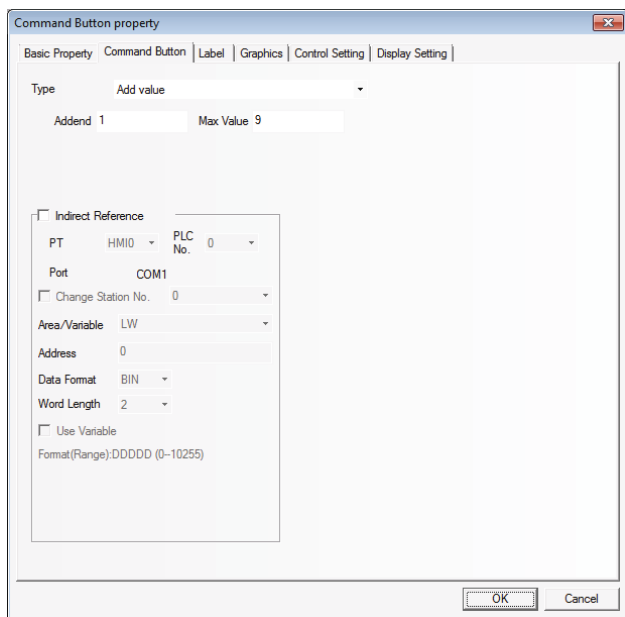 Command Button property
Basic Property Command Button Label Graphics Control Setting Display Setting
Type Add value
Addend 1 Max Value 9
Indirect Reference
PT HMI0 PLC No. 0
Port COM1
Change Station No. 0
Area/Variable LW
Address 0
Data Format BIN
Word Length 2
Use Variable
Format(Range):DDDDD (0--10255)
OK Cancel